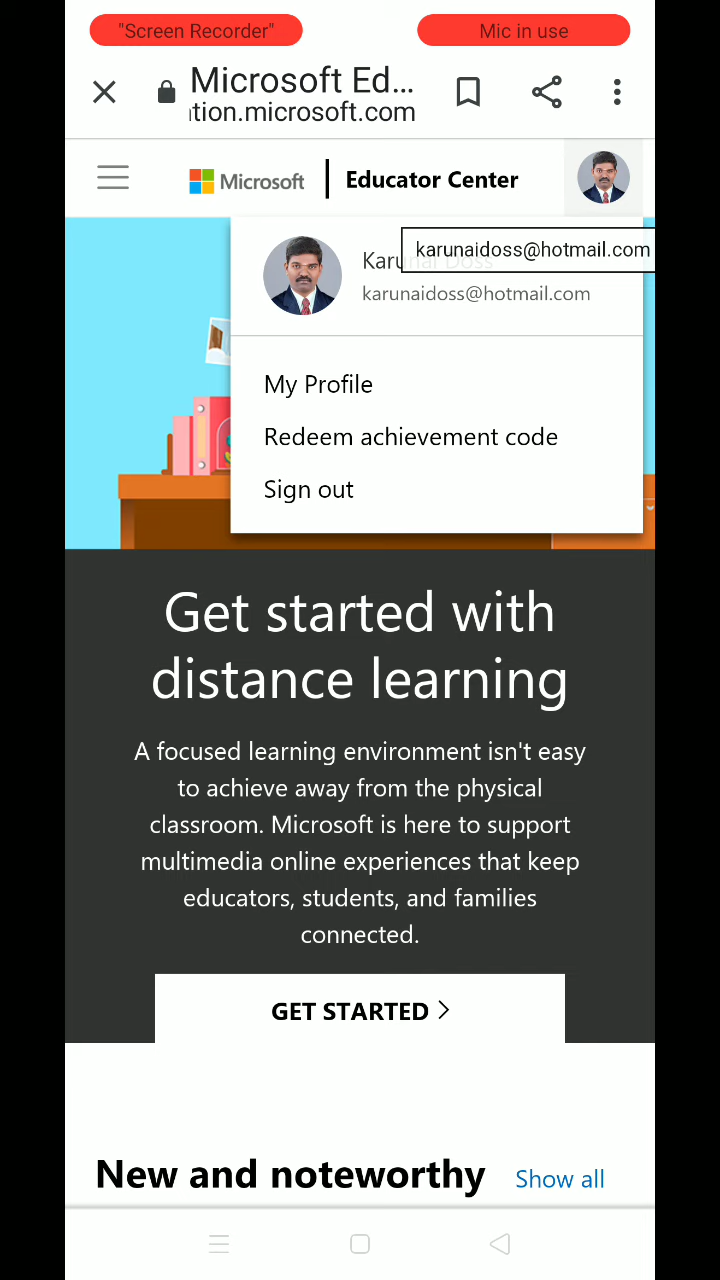 "Screen Recorder" Mic in use
Microsoft Ed...
ation.microsoft.com
Microsoft Educator Center
karunaidoss@hotmail.com
Karunai Doss
karunaidoss@hotmail.com
My Profile
Redeem achievement code
Sign out
Get started with
distance learning
A focused learning environment isn't easy
to achieve away from the physical
classroom. Microsoft is here to support
multimedia online experiences that keep
educators, students, and families
connected.
GET STARTED >
New and noteworthy Show all